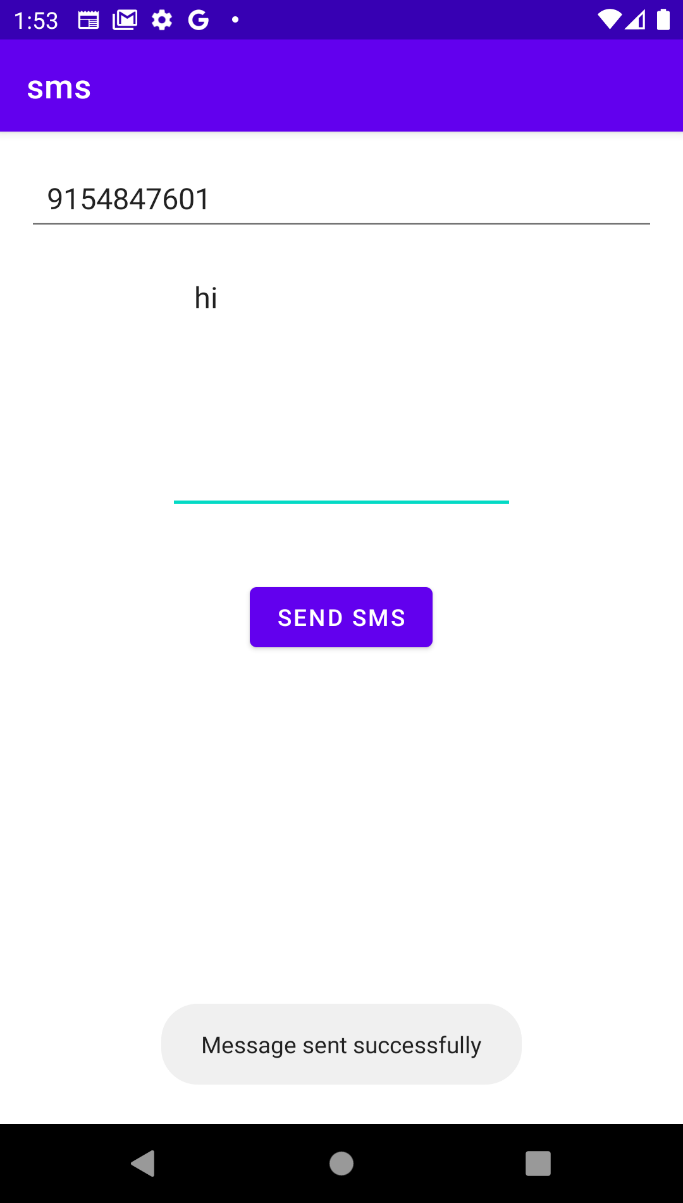 1:53
sms
9154847601
hi
SEND SMS
Message sent successfully